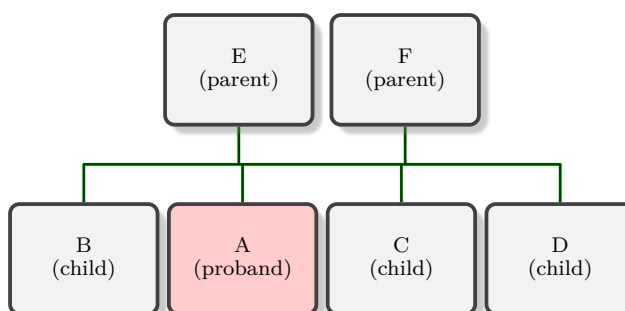 E
(parent)
F
(parent)
B
(child)
A
(proband)
C
(child)
D
(child)